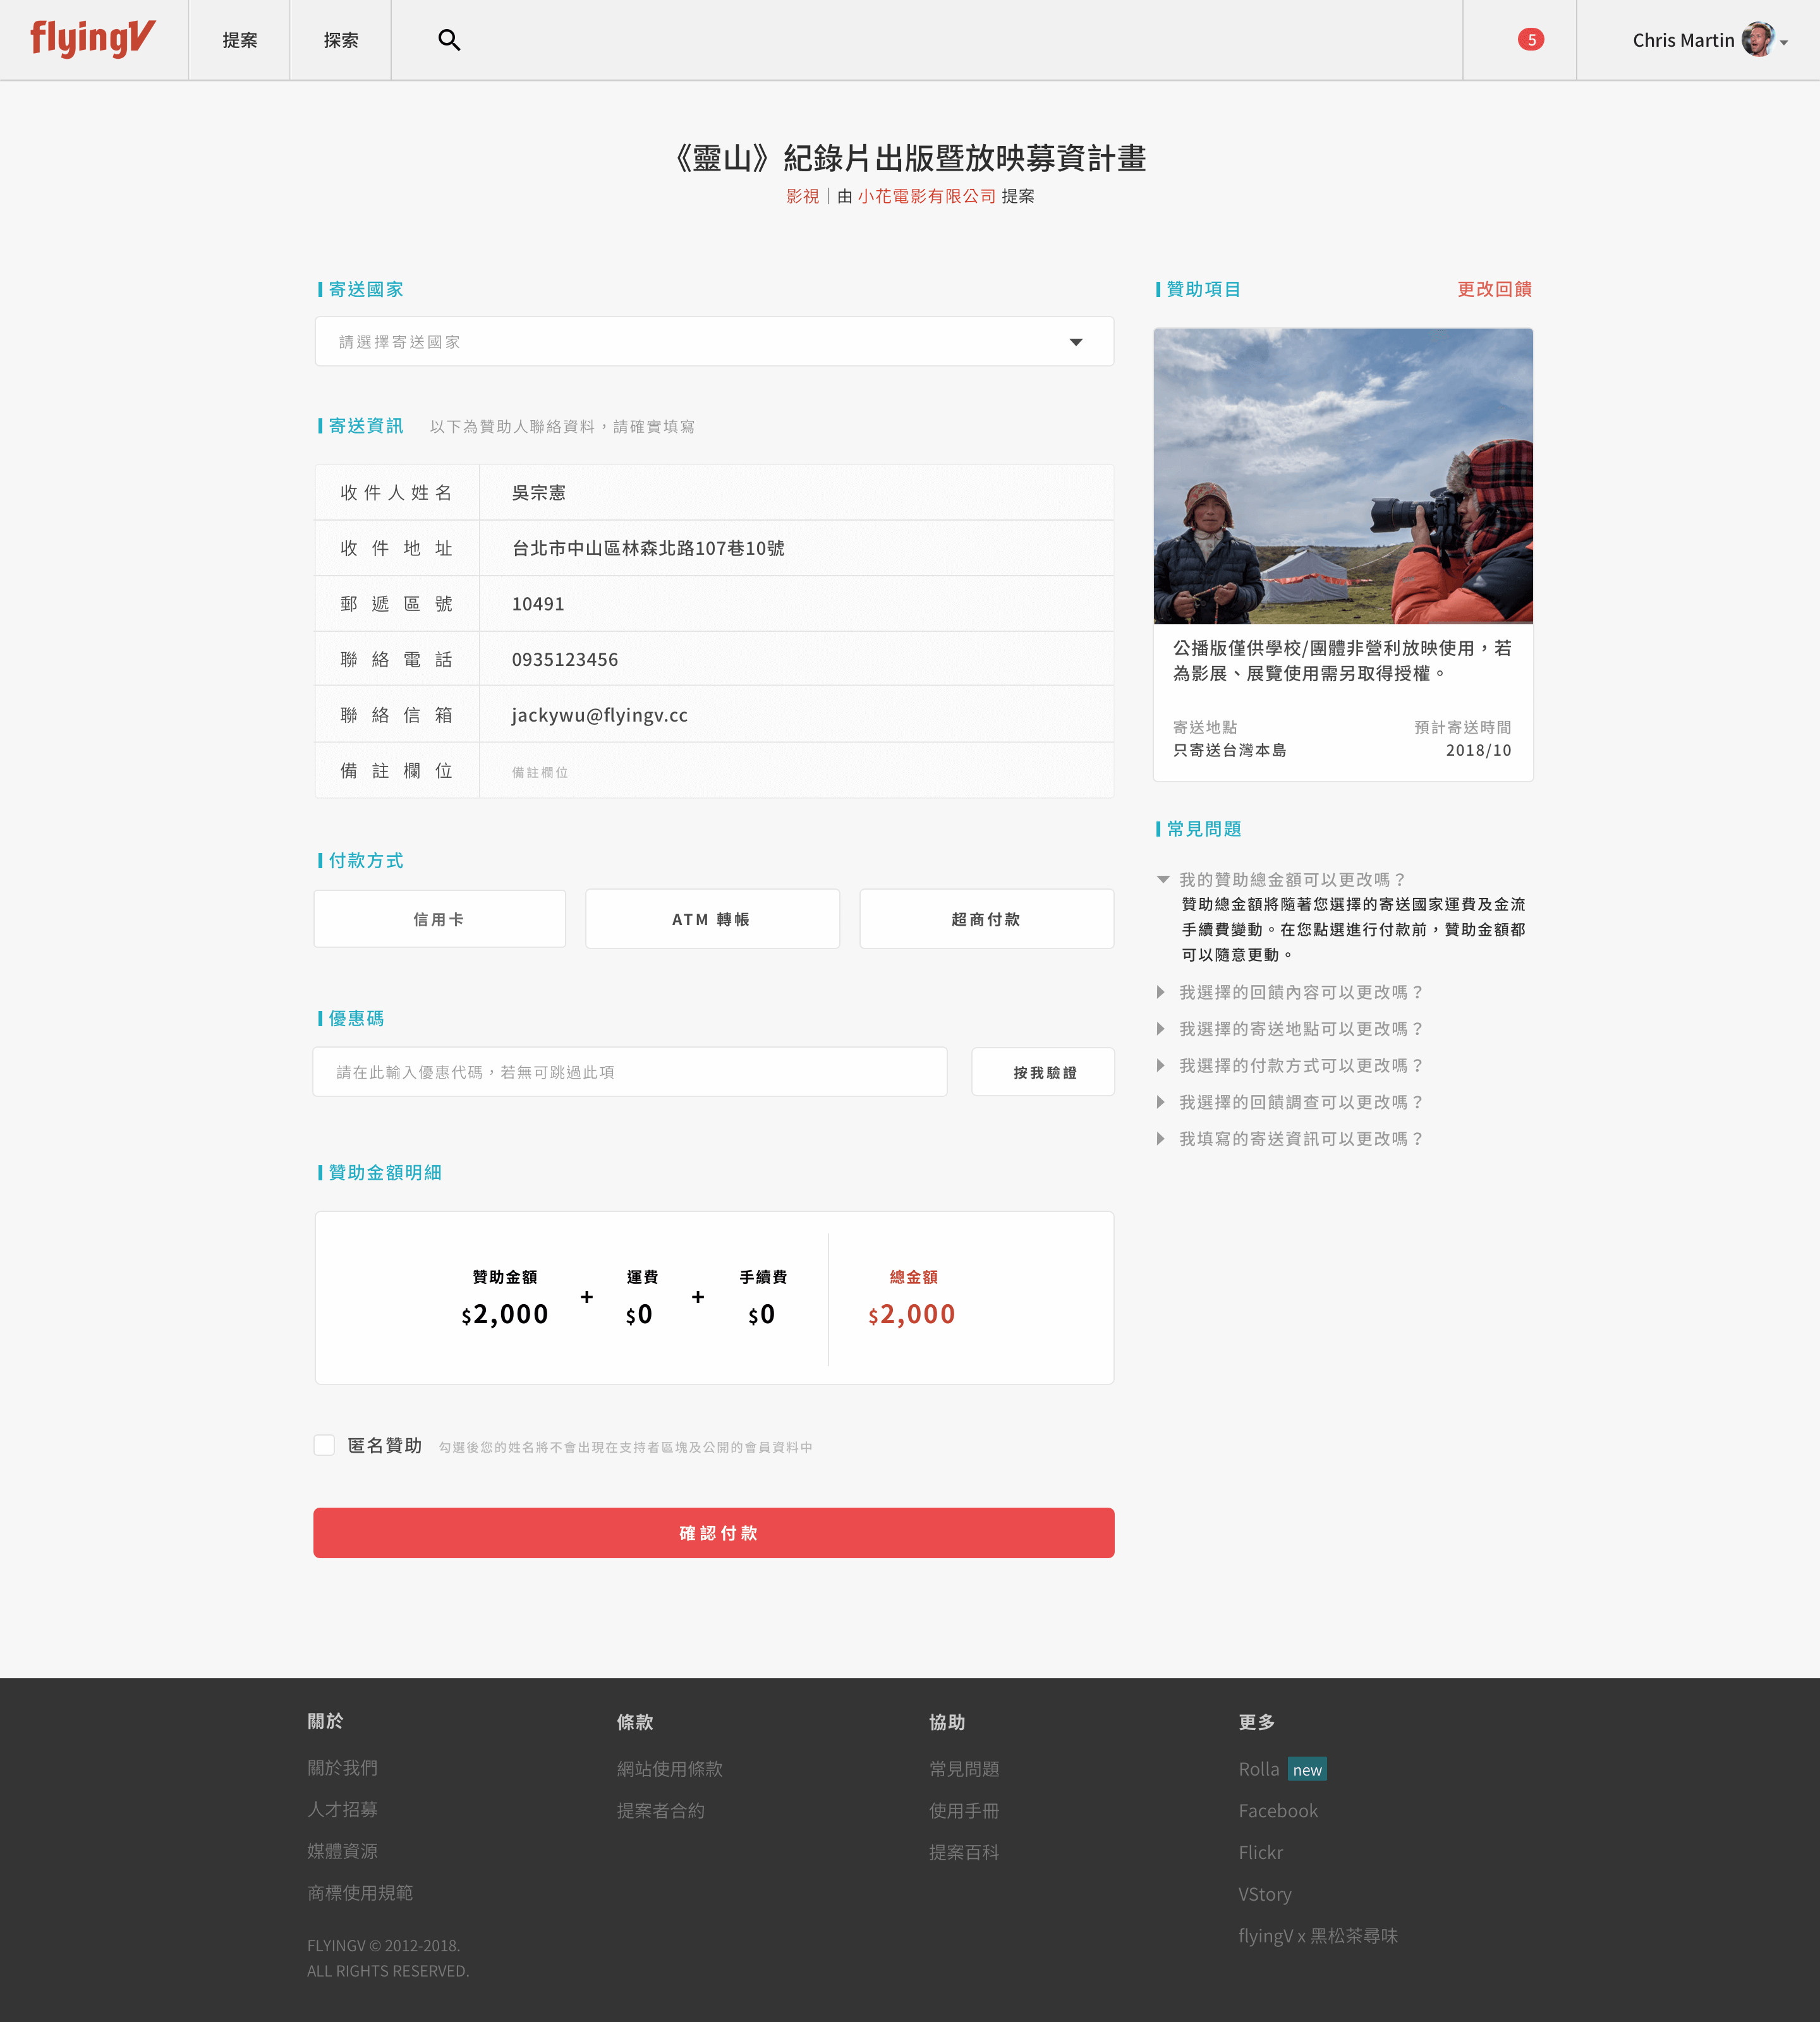 flyingV
提案
探索
5
Chris Martin
《靈山》紀錄片出版暨放映募資計畫
影視｜由 小花電影有限公司 提案
寄送國家
請選擇寄送國家
寄送資訊 以下為贊助人聯絡資料，請確實填寫
收件人姓名 吳宗憲
收件地址 台北市中山區林森北路107巷10號
郵遞區號 10491
聯絡電話 0935123456
聯絡信箱 jackywu@flyingv.cc
備註欄位 備註欄位
付款方式
信用卡 ATM 轉帳 超商付款
優惠碼
請在此輸入優惠代碼，若無可跳過此項 按我驗證
贊助金額明細
贊助金額 運費 手續費 總金額
$2,000 + $0 + $0 $2,000
匿名贊助 勾選後您的姓名將不會出現在支持者區塊及公開的會員資料中
確認付款
贊助項目 更改回饋
公播版僅供學校/團體非營利放映使用，若
為影展、展覽使用需另取得授權。
寄送地點 預計寄送時間
只寄送台灣本島 2018/10
常見問題
我的贊助總金額可以更改嗎？
贊助總金額將隨著您選擇的寄送國家運費及金流
手續費變動。在您點選進行付款前，贊助金額都
可以隨意更動。
我選擇的回饋內容可以更改嗎？
我選擇的寄送地點可以更改嗎？
我選擇的付款方式可以更改嗎？
我選擇的回饋調查可以更改嗎？
我填寫的寄送資訊可以更改嗎？
關於
關於我們
人才招募
媒體資源
商標使用規範
FLYINGV © 2012-2018.
ALL RIGHTS RESERVED.
條款
網站使用條款
提案者合約
協助
常見問題
使用手冊
提案百科
更多
Rolla new
Facebook
Flickr
VStory
flyingV x 黑松茶尋味